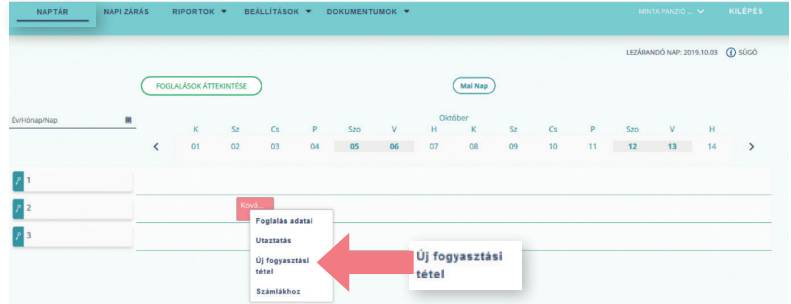 NAPTÁR NAPI ZÁRÁS RIPORTOK BEÁLLÍTÁSOK DOKUMENTUMOK MINTA PANZIÓ ... KILÉPÉS
LEZÁRANDÓ NAP: 2019.10.03 i SÚGÓ
FOGLALÁSOK ÁTTEKINTÉSE Mai Nap
Év/Hónap/Nap Október
K Sz Cs P Szo V H K Sz Cs P Szo V H
01 02 03 04 05 06 07 08 09 10 11 12 13 14
1
2 Ková...
3
Foglalás adatai
Utaztatás
Új fogyasztási
tétel
Számlákhoz
Új fogyasztási
tétel